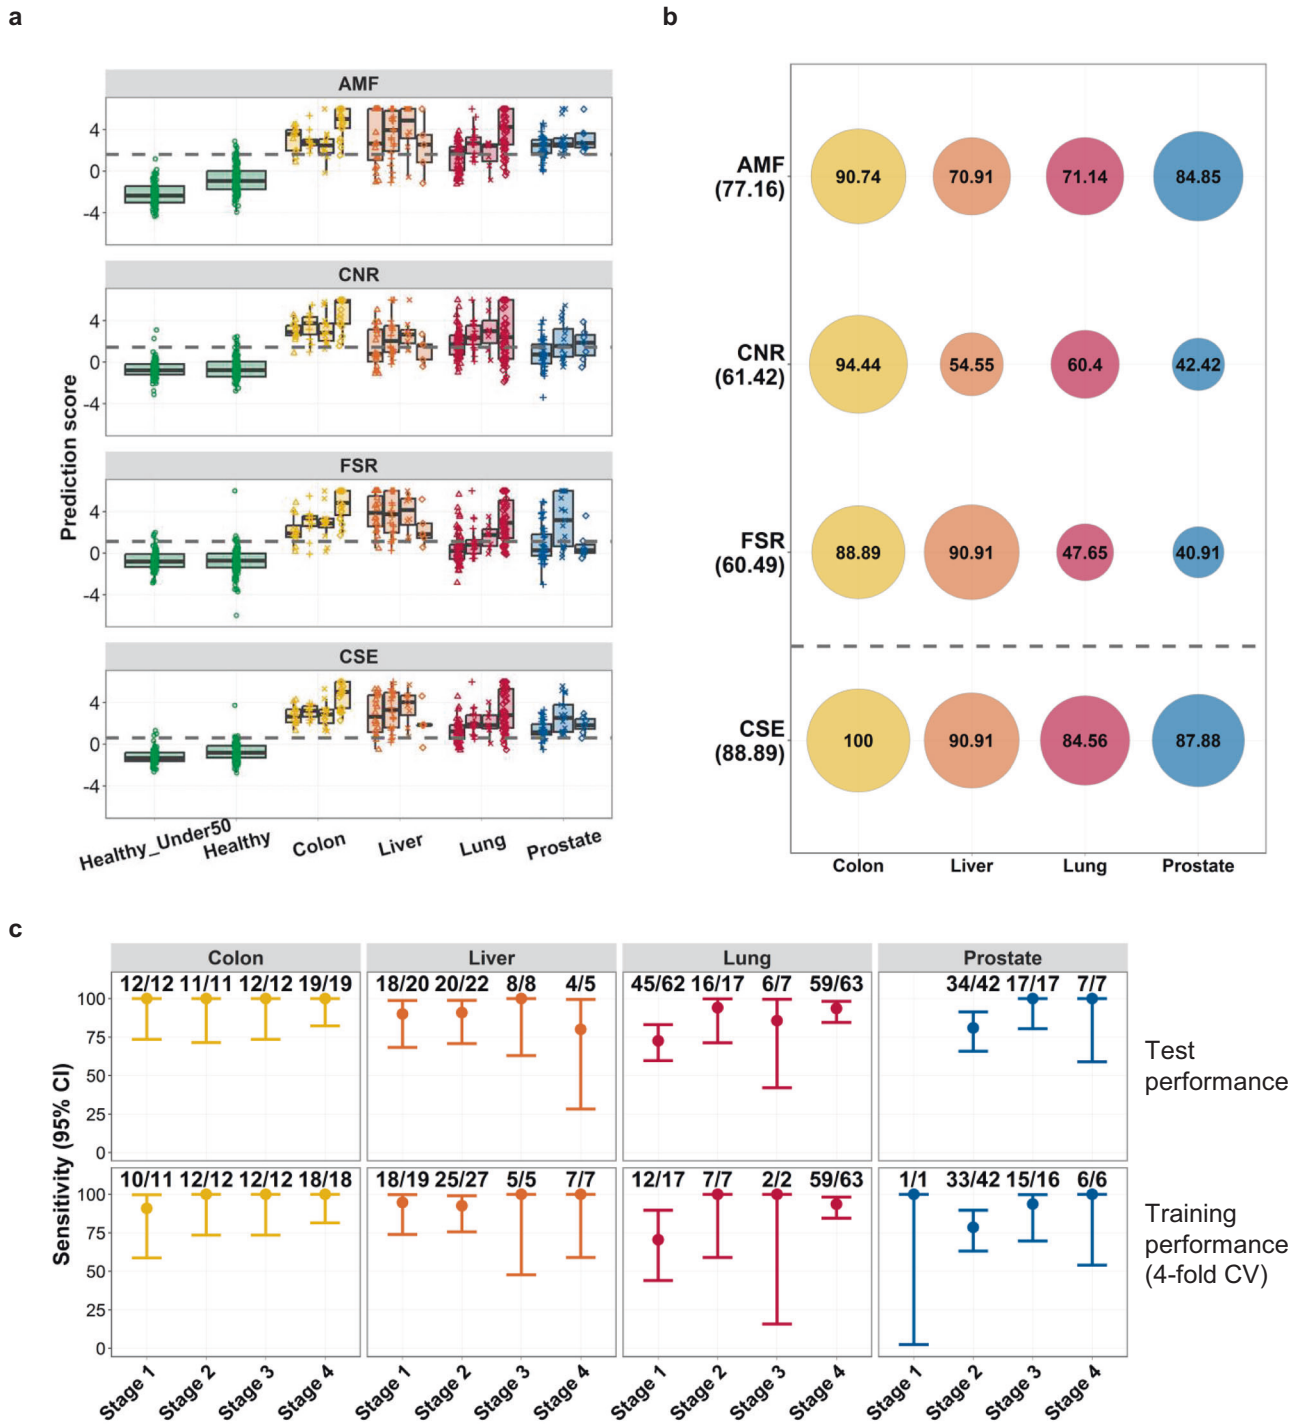 a
AMF
4
0
-4
CNR
4
0
-4
FSR
4
0
-4
CSE
4
0
-4
Prediction score
Healthy_Under50
Healthy
Colon
Liver
Lung
Prostate
b
AMF
(77.16)
90.74 70.91 71.14 84.85
CNR
(61.42)
94.44 54.55 60.4 42.42
FSR
(60.49)
88.89 90.91 47.65 40.91
CSE
(88.89)
100 90.91 84.56 87.88
Colon Liver Lung Prostate
c
Colon Liver Lung Prostate
12/12 11/11 12/12 19/19 18/20 20/22 8/8 4/5 45/62 16/17 6/7 59/63 34/42 17/17 7/7
100
75
50
25
0
Test
performance
10/11 12/12 12/12 18/18 18/19 25/27 5/5 7/7 12/17 7/7 2/2 59/63 1/1 33/42 15/16 6/6
100
75
50
25
0
Training
performance
(4-fold CV)
Sensitivity (95% CI)
Stage 1 Stage 2 Stage 3 Stage 4 Stage 1 Stage 2 Stage 3 Stage 4 Stage 1 Stage 2 Stage 3 Stage 4 Stage 1 Stage 2 Stage 3 Stage 4